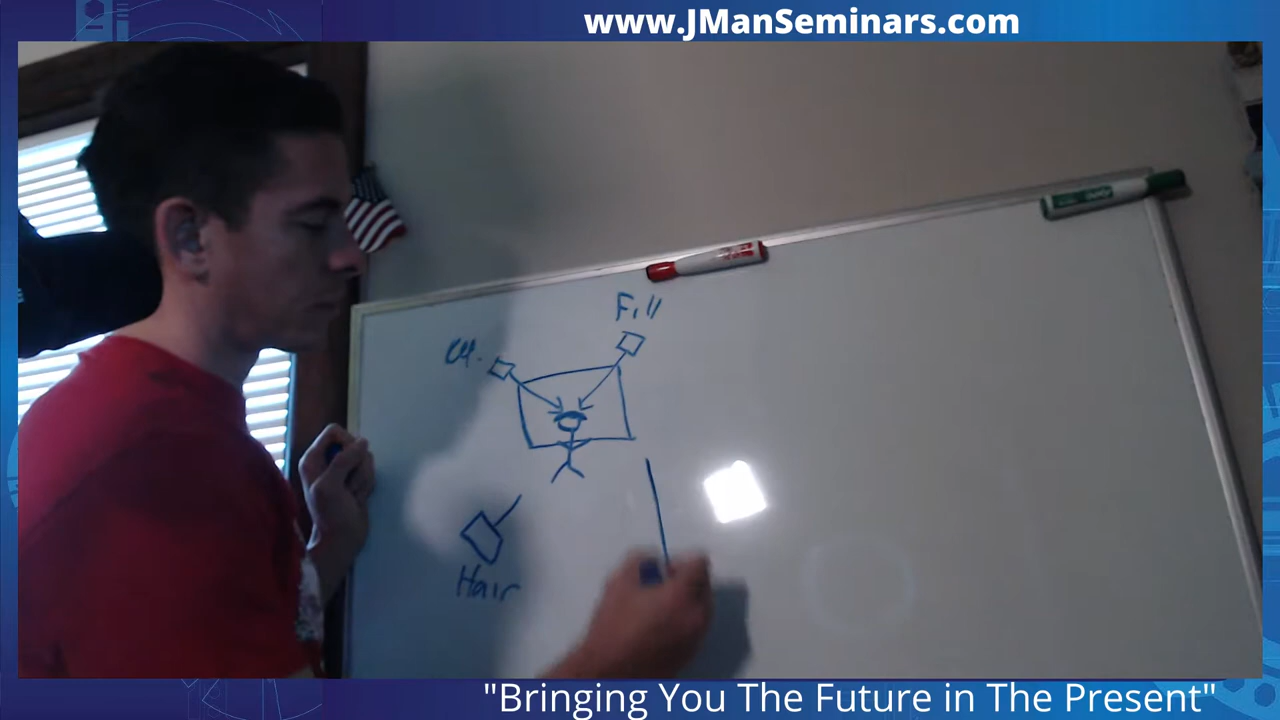 www.JManSeminars.com
Fill
Hair
"Bringing You The Future in The Present"